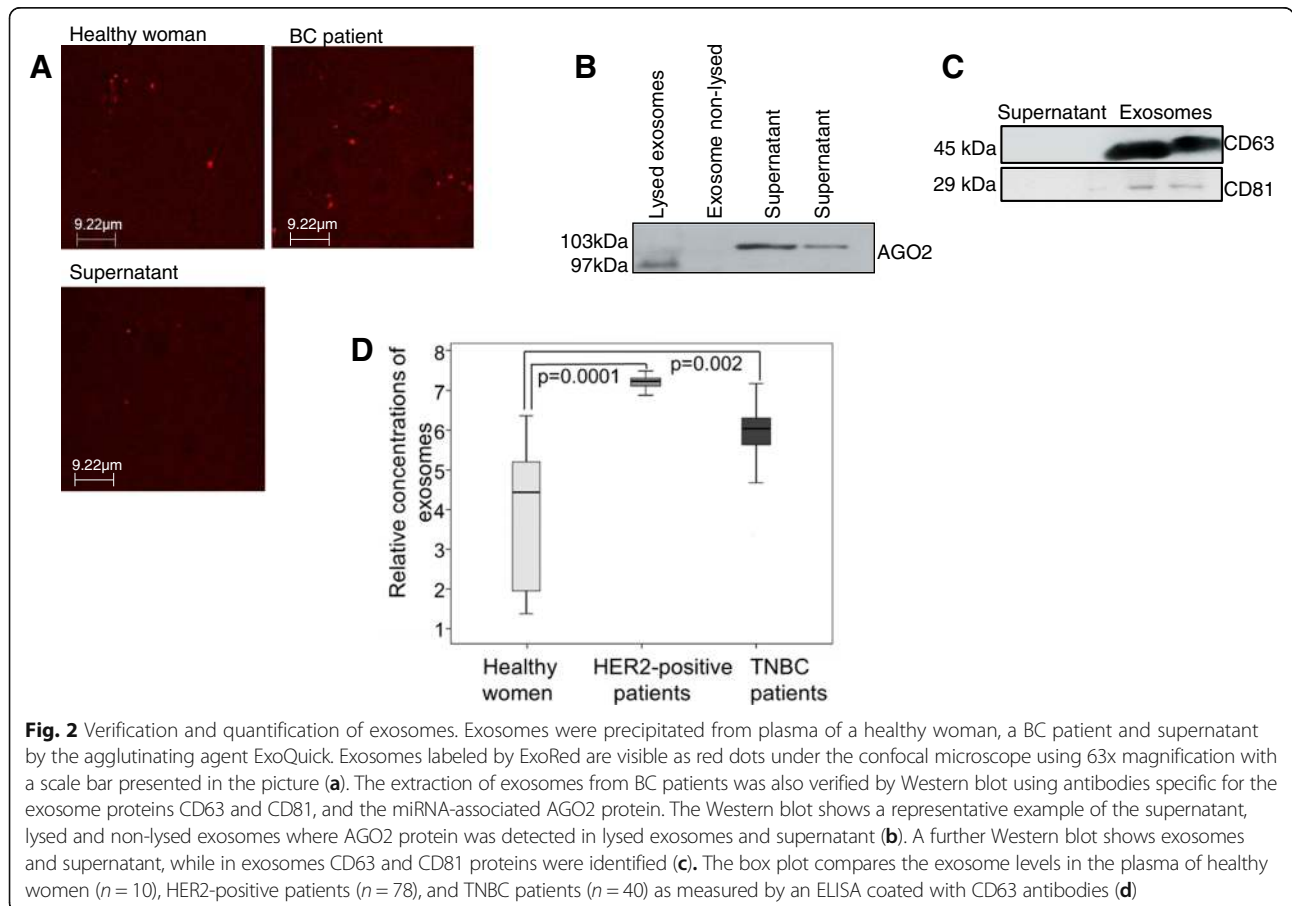 A
Healthy woman
BC patient
9.22µm
9.22µm
Supernatant
9.22µm
B
Lysed exosomes
Exosome non-lysed
Supernatant
Supernatant
103kDa
97kDa
AGO2
C
Supernatant Exosomes
45 kDa
CD63
29 kDa
CD81
D
Relative concentrations of
exosomes
8
7
6
5
4
3
2
1
p=0.0001
p=0.002
Healthy
women
HER2-positive
patients
TNBC
patients
Fig. 2 Verification and quantification of exosomes. Exosomes were precipitated from plasma of a healthy woman, a BC patient and supernatant
by the agglutinating agent ExoQuick. Exosomes labeled by ExoRed are visible as red dots under the confocal microscope using 63x magnification with
a scale bar presented in the picture (a). The extraction of exosomes from BC patients was also verified by Western blot using antibodies specific for the
exosome proteins CD63 and CD81, and the miRNA-associated AGO2 protein. The Western blot shows a representative example of the supernatant,
lysed and non-lysed exosomes where AGO2 protein was detected in lysed exosomes and supernatant (b). A further Western blot shows exosomes
and supernatant, while in exosomes CD63 and CD81 proteins were identified (c). The box plot compares the exosome levels in the plasma of healthy
women (n = 10), HER2-positive patients (n = 78), and TNBC patients (n = 40) as measured by an ELISA coated with CD63 antibodies (d)